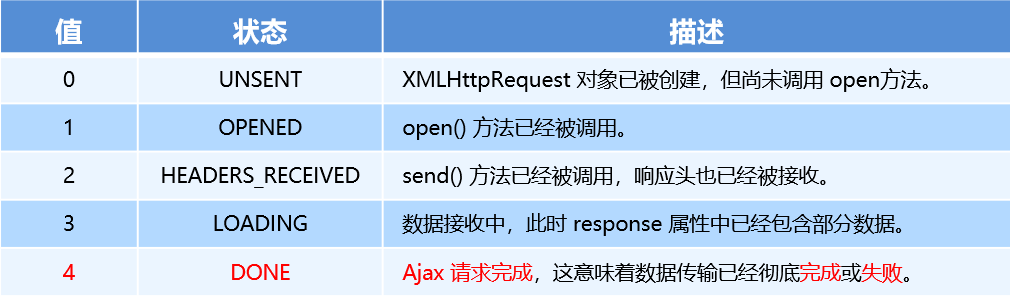 值 状态 描述
0 UNSENT XMLHttpRequest 对象已被创建，但尚未调用 open方法。
1 OPENED open() 方法已经被调用。
2 HEADERS_RECEIVED send() 方法已经被调用，响应头也已经被接收。
3 LOADING 数据接收中，此时 response 属性中已经包含部分数据。
4 DONE Ajax 请求完成，这意味着数据传输已经彻底完成或失败。